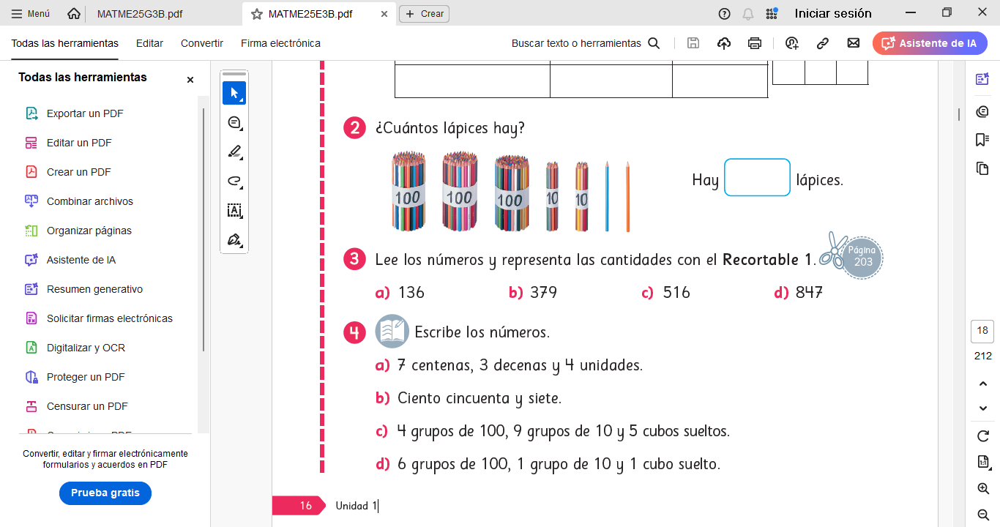 Menú
MATME25G3B.pdf
MATME25E3B.pdf
Crear
Iniciar sesión
Todas las herramientas
Editar
Convertir
Firma electrónica
Buscar texto o herramientas
Asistente de IA
Todas las herramientas
Exportar un PDF
Editar un PDF
Crear un PDF
Combinar archivos
Organizar páginas
Asistente de IA
Resumen generativo
Solicitar firmas electrónicas
Digitalizar y OCR
Proteger un PDF
Censurar un PDF
Convertir, editar y firmar electrónicamente
formularios y acuerdos en PDF
Prueba gratis
2 ¿Cuántos lápices hay?
100 100 100 10 10
Hay lápices.
3 Lee los números y representa las cantidades con el Recortable 1.
Página
203
a) 136 b) 379 c) 516 d) 847
4 Escribe los números.
a) 7 centenas, 3 decenas y 4 unidades.
b) Ciento cincuenta y siete.
c) 4 grupos de 100, 9 grupos de 10 y 5 cubos sueltos.
d) 6 grupos de 100, 1 grupo de 10 y 1 cubo suelto.
16 Unidad 1
18
212